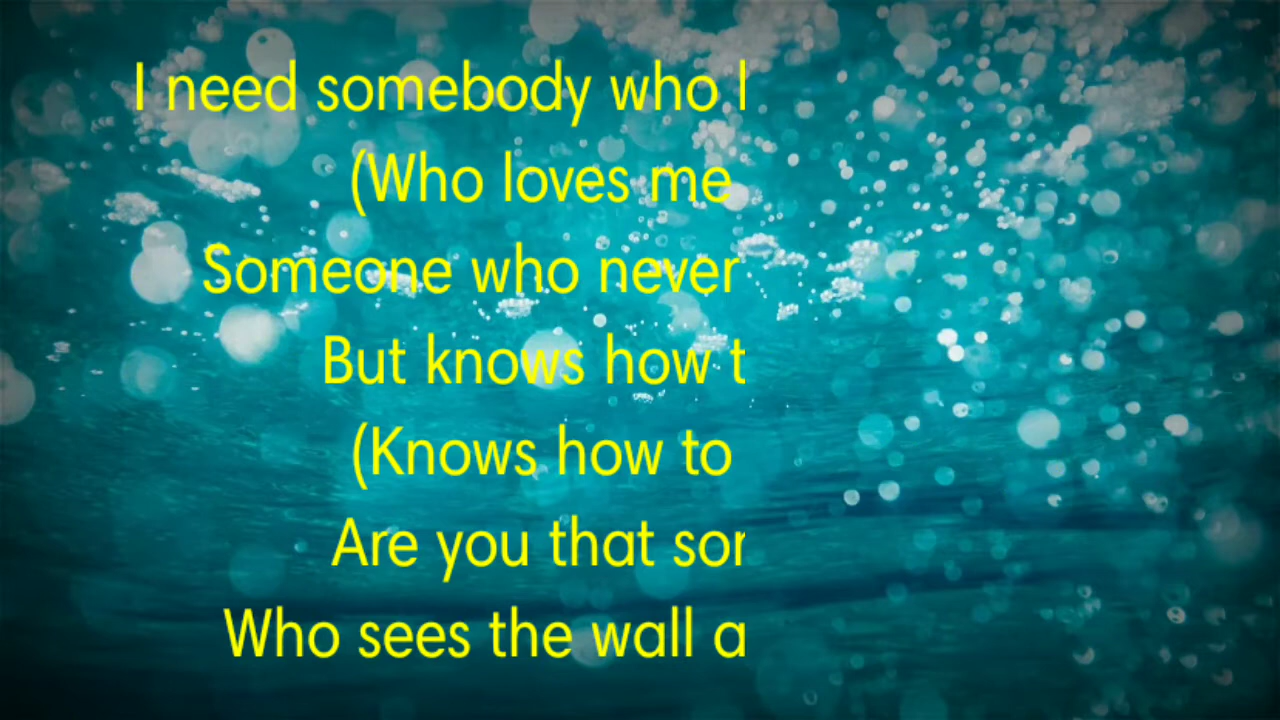 I need somebody who l
(Who loves me
Someone who never
But knows how t
(Knows how to
Are you that sor
Who sees the wall a